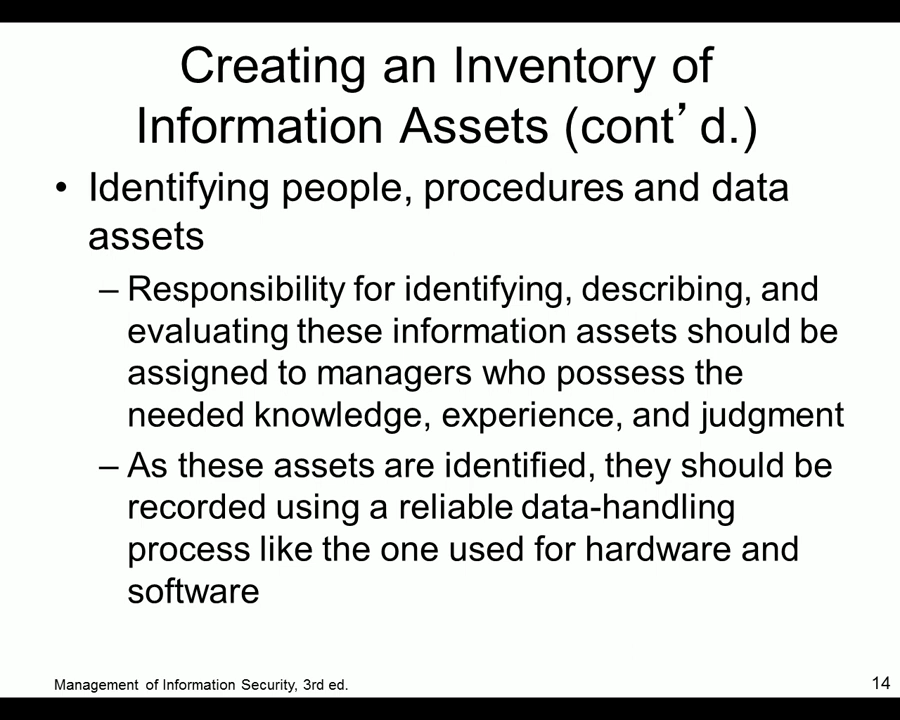 Creating an Inventory of
Information Assets (cont’d.)
• Identifying people, procedures and data
assets
– Responsibility for identifying, describing, and
evaluating these information assets should be
assigned to managers who possess the
needed knowledge, experience, and judgment
– As these assets are identified, they should be
recorded using a reliable data-handling
process like the one used for hardware and
software
Management of Information Security, 3rd ed.
14